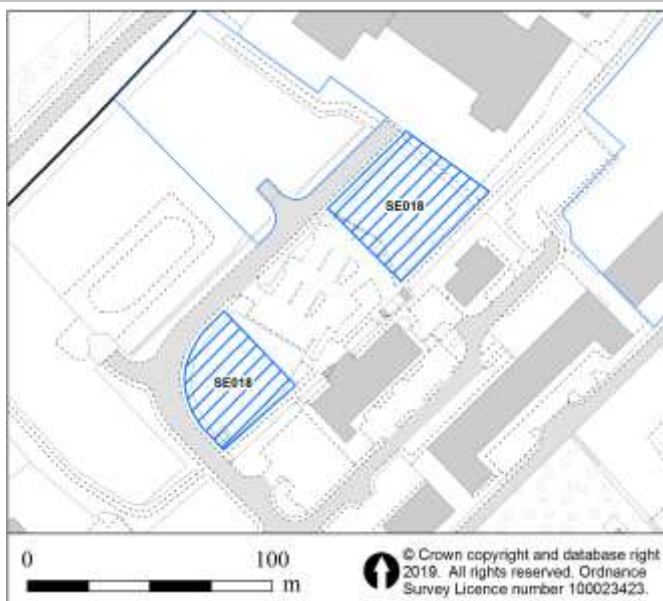 SE018
SE018
0
100
m
© Crown copyright and database right
2019. All rights reserved. Ordnance
Survey Licence number 100023423.